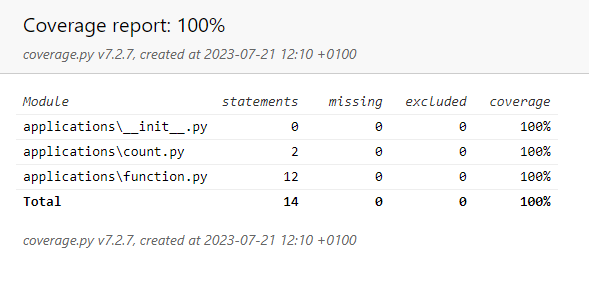 Coverage report: 100%
coverage.py v7.2.7, created at 2023-07-21 12:10 +0100
Module statements missing excluded coverage
applications\__init__.py 0 0 0 100%
applications\count.py 2 0 0 100%
applications\function.py 12 0 0 100%
Total 14 0 0 100%
coverage.py v7.2.7, created at 2023-07-21 12:10 +0100